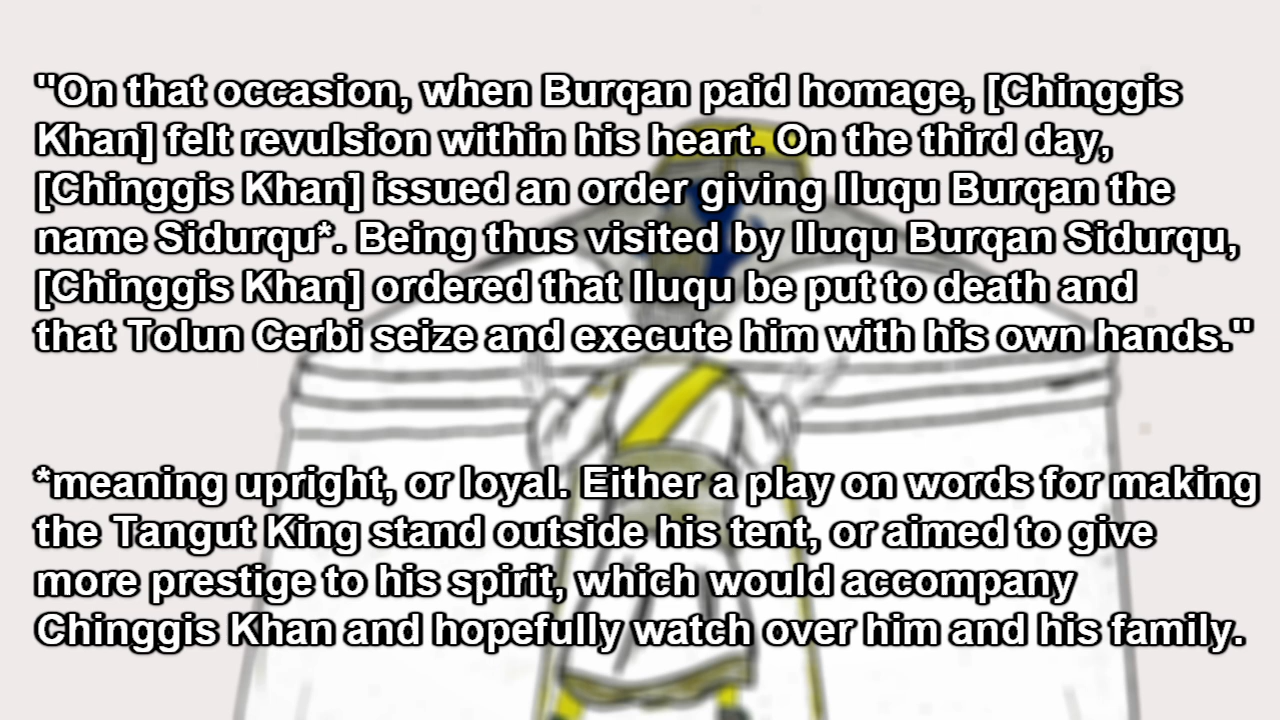 "On that occasion, when Burqan paid homage, [Chinggis
Khan] felt revulsion within his heart. On the third day,
[Chinggis Khan] issued an order giving Iluqu Burqan the
name Sidurqu*. Being thus visited by Iluqu Burqan Sidurqu,
[Chinggis Khan] ordered that Iluqu be put to death and
that Tolun Cerbi seize and execute him with his own hands."
*meaning upright, or loyal. Either a play on words for making
the Tangut King stand outside his tent, or aimed to give
more prestige to his spirit, which would accompany
Chinggis Khan and hopefully watch over him and his family.